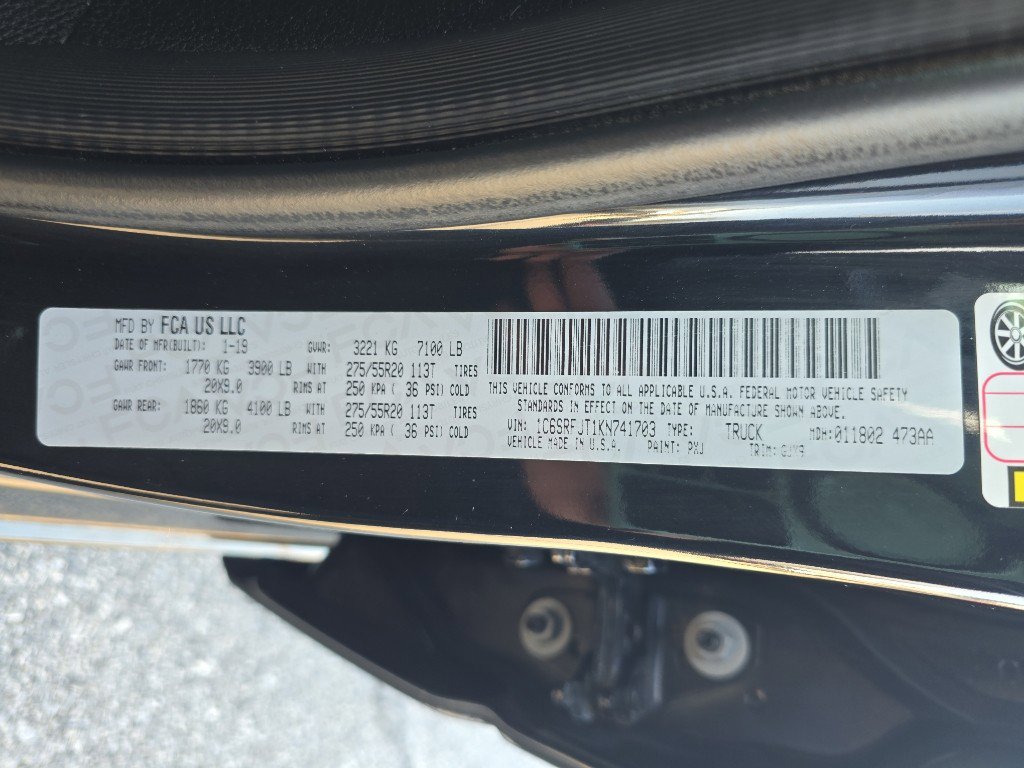 MFD BY FCA US LLC
DATE OF MFR(BUILT): 1-19 GVWR: 3221 KG 7100 LB
GAWR FRONT: 1770 KG 3900 LB WITH 275/55R20 113T TIRES
20X9.0 RIMS AT 250 KPA ( 36 PSI) COLD
GAWR REAR: 1860 KG 4100 LB WITH 275/55R20 113T TIRES
20X9.0 RIMS AT 250 KPA ( 36 PSI) COLD
THIS VEHICLE CONFORMS TO ALL APPLICABLE U.S.A. FEDERAL MOTOR VEHICLE SAFETY
STANDARDS IN EFFECT ON THE DATE OF MANUFACTURE SHOWN ABOVE.
VIN: 1C6SRFJT1KN741703 TYPE: TRUCK MDH: 011802 473AA
VEHICLE MADE IN U.S.A. PAINT: PXJ TRIM: